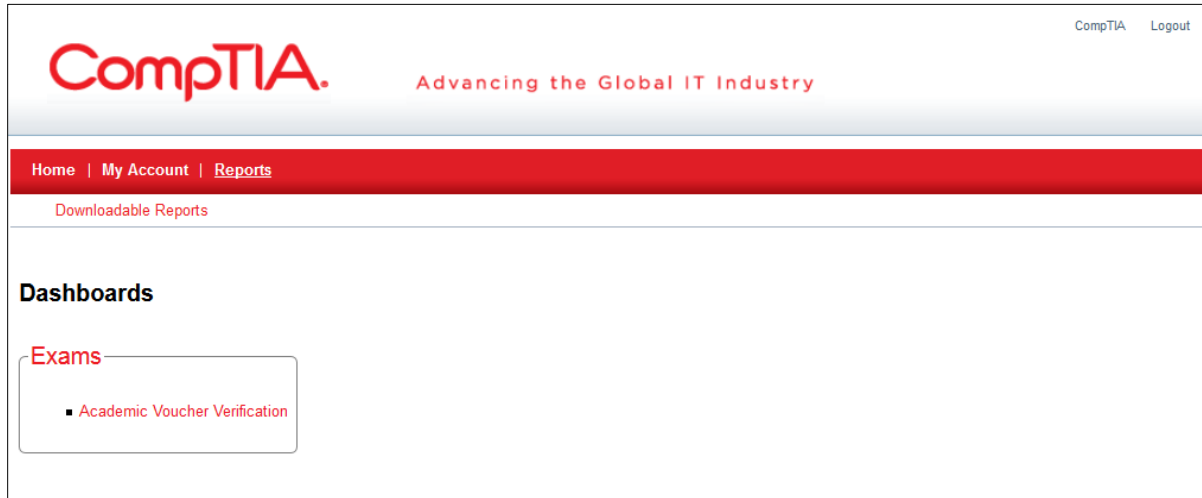 CompTIA Logout
CompTIA. Advancing the Global IT Industry
Home | My Account | Reports
Downloadable Reports
Dashboards
Exams
Academic Voucher Verification